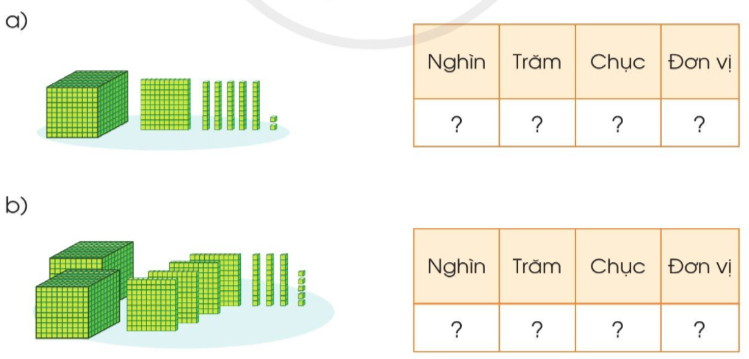 a)
Nghìn Trăm Chục Đơn vị
? ? ? ?
b)
Nghìn Trăm Chục Đơn vị
? ? ? ?